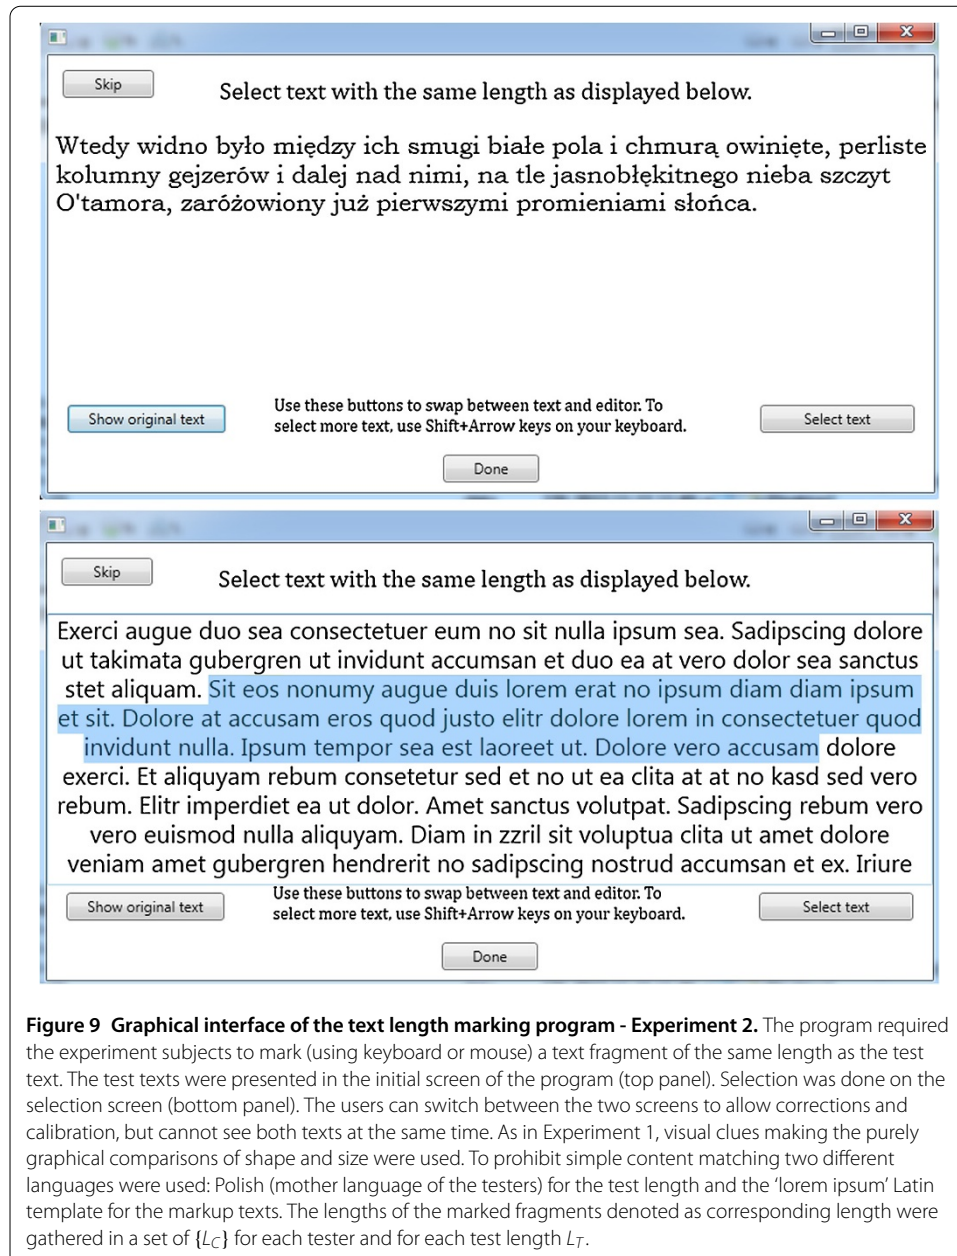 Skip
Select text with the same length as displayed below.
Wtedy widno było między ich smugi białe pola i chmurą owinięte, perliste
kolumny gejzerów i dalej nad nimi, na tle jasnobłękitnego nieba szczyt
O'tamora, zaróżowiony już pierwszymi promieniami słońca.
Show original text
Use these buttons to swap between text and editor. To
select more text, use Shift+Arrow keys on your keyboard.
Select text
Done
Skip
Select text with the same length as displayed below.
Exerci augue duo sea consectetuer eum no sit nulla ipsum sea. Sadipscing dolore
ut takimata gubergren ut invidunt accumsan et duo ea at vero dolor sea sanctus
stet aliquam. Sit eos nonumy augue duis lorem erat no ipsum diam diam ipsum
et sit. Dolore at accusam eros quod justo elitr dolore lorem in consectetuer quod
invidunt nulla. Ipsum tempor sea est laoreet ut. Dolore vero accusam dolore
exerci. Et aliquyam rebum consetetur sed et no ut ea clita at at no kasd sed vero
rebum. Elitr imperdiet ea ut dolor. Amet sanctus volutpat. Sadipscing rebum vero
vero euismod nulla aliquyam. Diam in zzril sit voluptua clita ut amet dolore
veniam amet gubergren hendrerit no sadipscing nostrud accumsan et ex. Iriure
Show original text
Use these buttons to swap between text and editor. To
select more text, use Shift+Arrow keys on your keyboard.
Select text
Done
Figure 9 Graphical interface of the text length marking program - Experiment 2. The program required
the experiment subjects to mark (using keyboard or mouse) a text fragment of the same length as the test
text. The test texts were presented in the initial screen of the program (top panel). Selection was done on the
selection screen (bottom panel). The users can switch between the two screens to allow corrections and
calibration, but cannot see both texts at the same time. As in Experiment 1, visual clues making the purely
graphical comparisons of shape and size were used. To prohibit simple content matching two different
languages were used: Polish (mother language of the testers) for the test length and the ‘lorem ipsum’ Latin
template for the markup texts. The lengths of the marked fragments denoted as corresponding length were
gathered in a set of {L_C} for each tester and for each test length L_T.